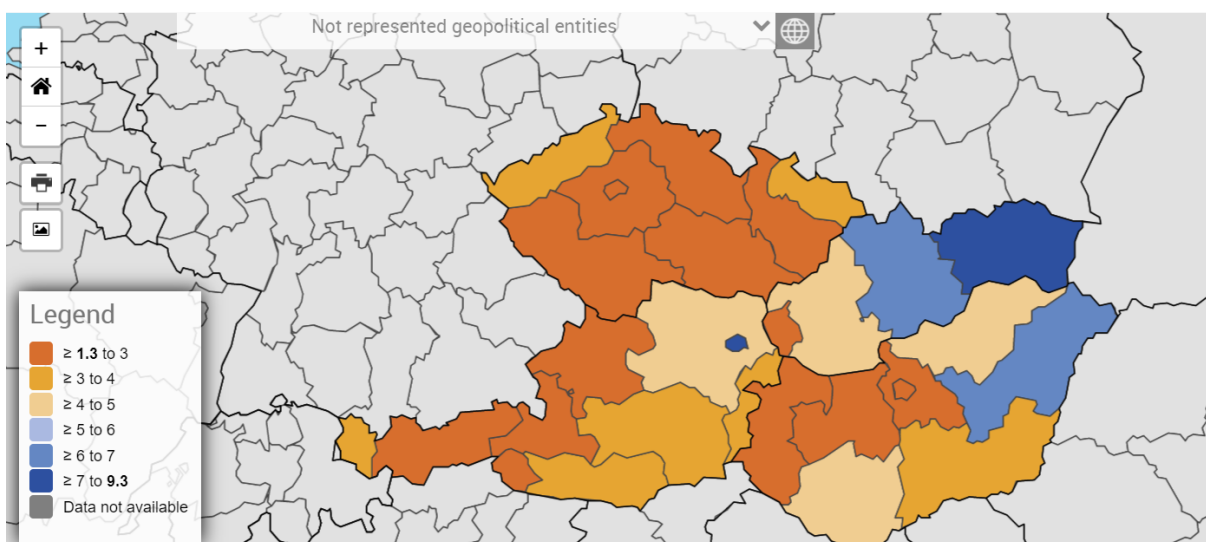 Not represented geopolitical entities
+
−
Legend
≥ 1.3 to 3
≥ 3 to 4
≥ 4 to 5
≥ 5 to 6
≥ 6 to 7
≥ 7 to 9.3
Data not available